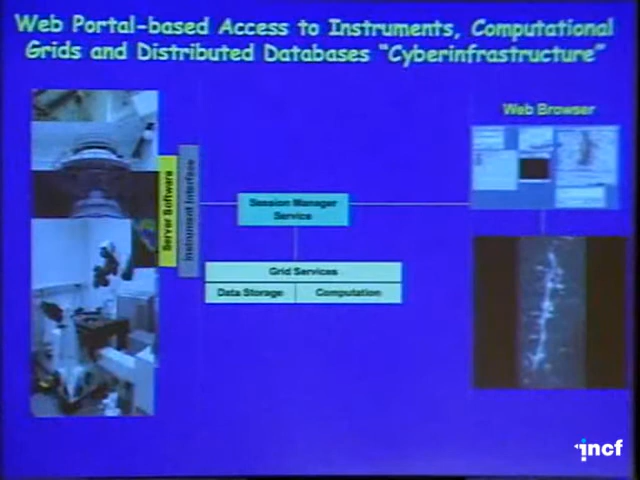 Web Portal-based Access to Instruments, Computational
Grids and Distributed Databases "Cyberinfrastructure"
Web Browser
Server Software
Instrument Interface
Session Manager
Service
Grid Services
Data Storage
Computation
incf